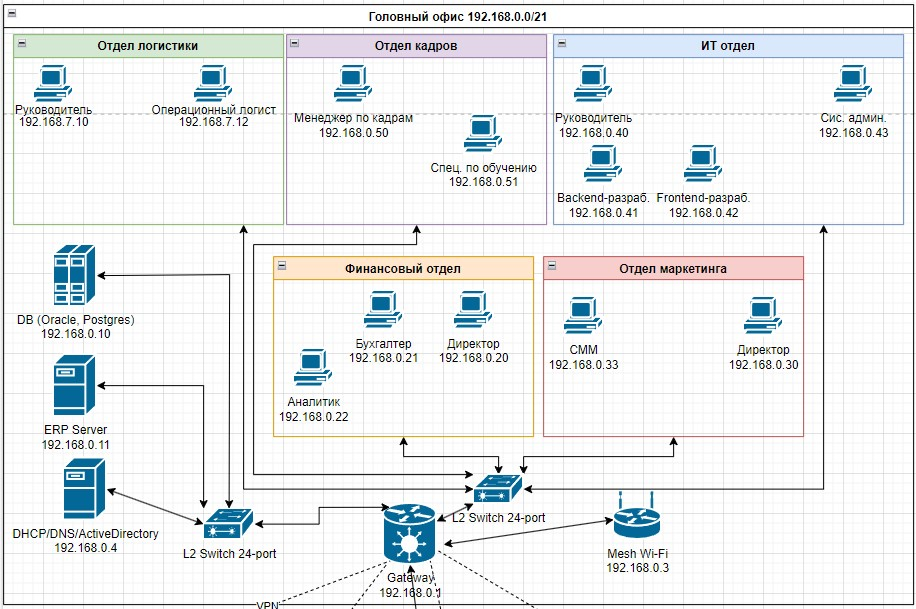 Головный офис 192.168.0.0/21
Отдел логистики
Руководитель
192.168.7.10
Операционный логист
192.168.7.12
Отдел кадров
Менеджер по кадрам
192.168.0.50
Спец. по обучению
192.168.0.51
ИТ отдел
Руководитель
192.168.0.40
Сис. админ.
192.168.0.43
Backend-разраб.
192.168.0.41
Frontend-разраб.
192.168.0.42
DB (Oracle, Postgres)
192.168.0.10
Финансовый отдел
Бухгалтер
192.168.0.21
Директор
192.168.0.20
Аналитик
192.168.0.22
Отдел маркетинга
СММ
192.168.0.33
Директор
192.168.0.30
ERP Server
192.168.0.11
DHCP/DNS/ActiveDirectory
192.168.0.4
L2 Switch 24-port
L2 Switch 24-port
Mesh Wi-Fi
192.168.0.3
Gateway
192.168.0.1
VPN